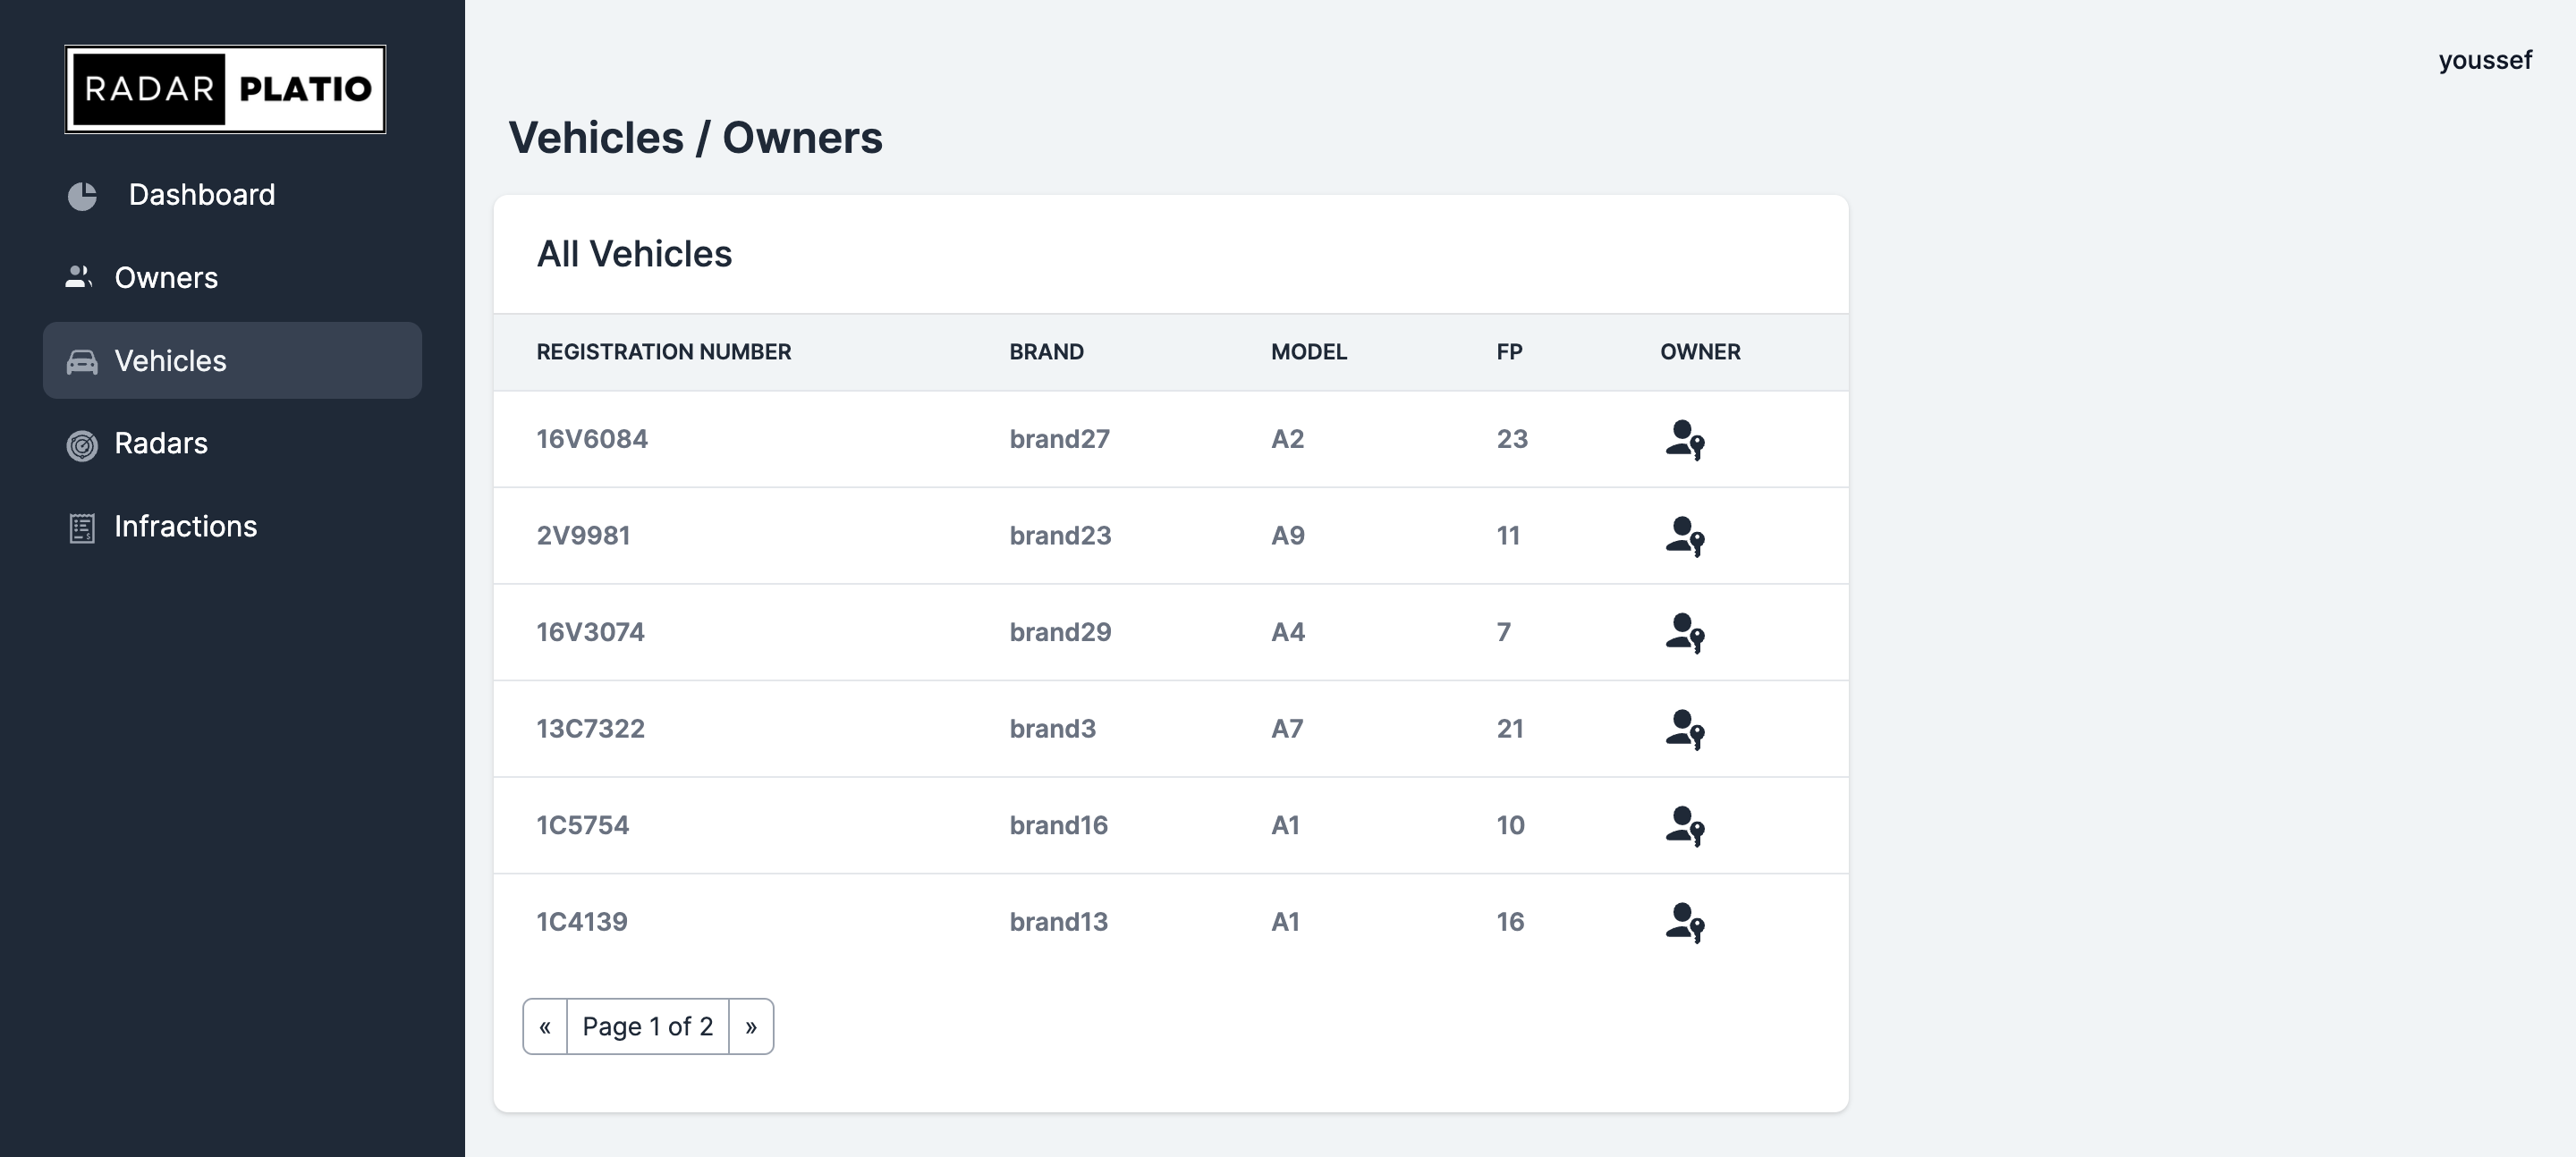 RADAR PLATIO
youssef
Dashboard
Owners
Vehicles
Radars
Infractions
Vehicles / Owners
All Vehicles
REGISTRATION NUMBER BRAND MODEL FP OWNER
16V6084 brand27 A2 23
2V9981 brand23 A9 11
16V3074 brand29 A4 7
13C7322 brand3 A7 21
1C5754 brand16 A1 10
1C4139 brand13 A1 16
« Page 1 of 2 »